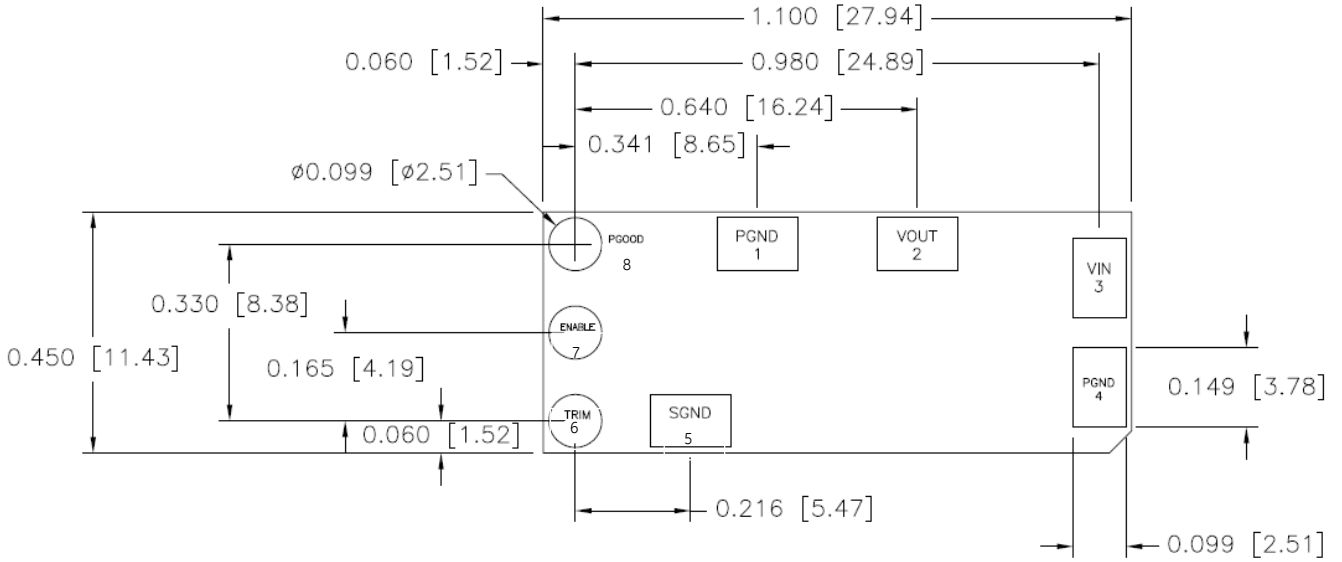 1.100 [27.94]
0.060 [1.52]
0.980 [24.89]
0.640 [16.24]
0.341 [8.65]
⌀0.099 [⌀2.51]
PGOOD
8
PGND
1
VOUT
2
VIN
3
0.330 [8.38]
ENABLE
7
0.450 [11.43]
0.165 [4.19]
PGND
4
0.149 [3.78]
TRIM
6
SGND
5
0.060 [1.52]
0.216 [5.47]
0.099 [2.51]